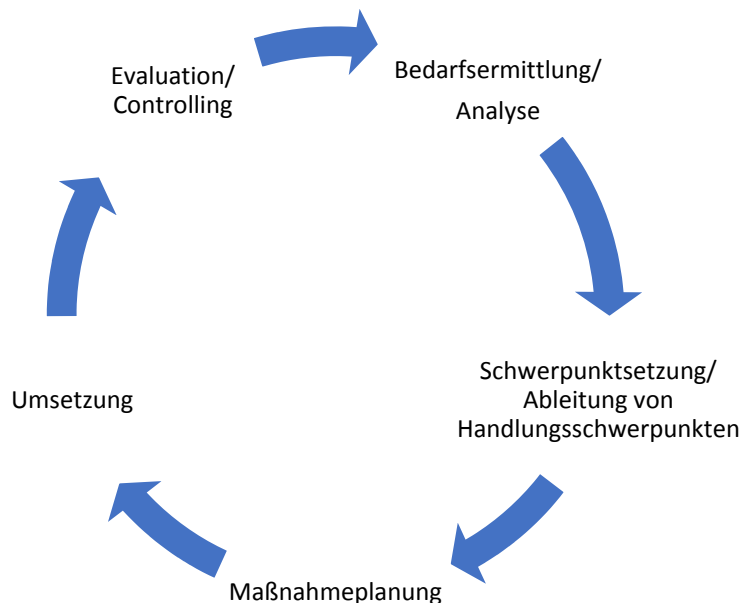 Evaluation/
Controlling
Bedarfsermittlung/
Analyse
Schwerpunktsetzung/
Ableitung von
Handlungsschwerpunkten
Maßnahmeplanung
Umsetzung